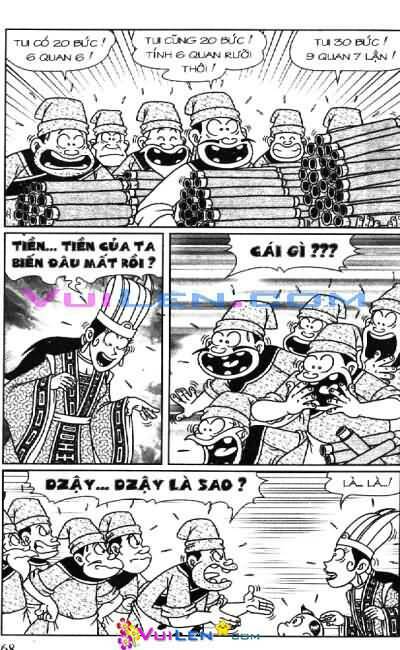 TUI CÓ 20 BỨC!
6 QUAN 6!
TUI CŨNG 20 BỨC!
TÍNH 6 QUAN RƯỠI
THÔI!
TUI 30 BỨC!
9 QUAN 7 LẬN!
TIỀN... TIỀN CỦA TA
BIẾN ĐÂU MẤT RỒI?
CÁI GÌ???
VUILEN.COM
DZẬY... DZẬY LÀ SAO?
LÀ... LÀ...!
68
VUILEN